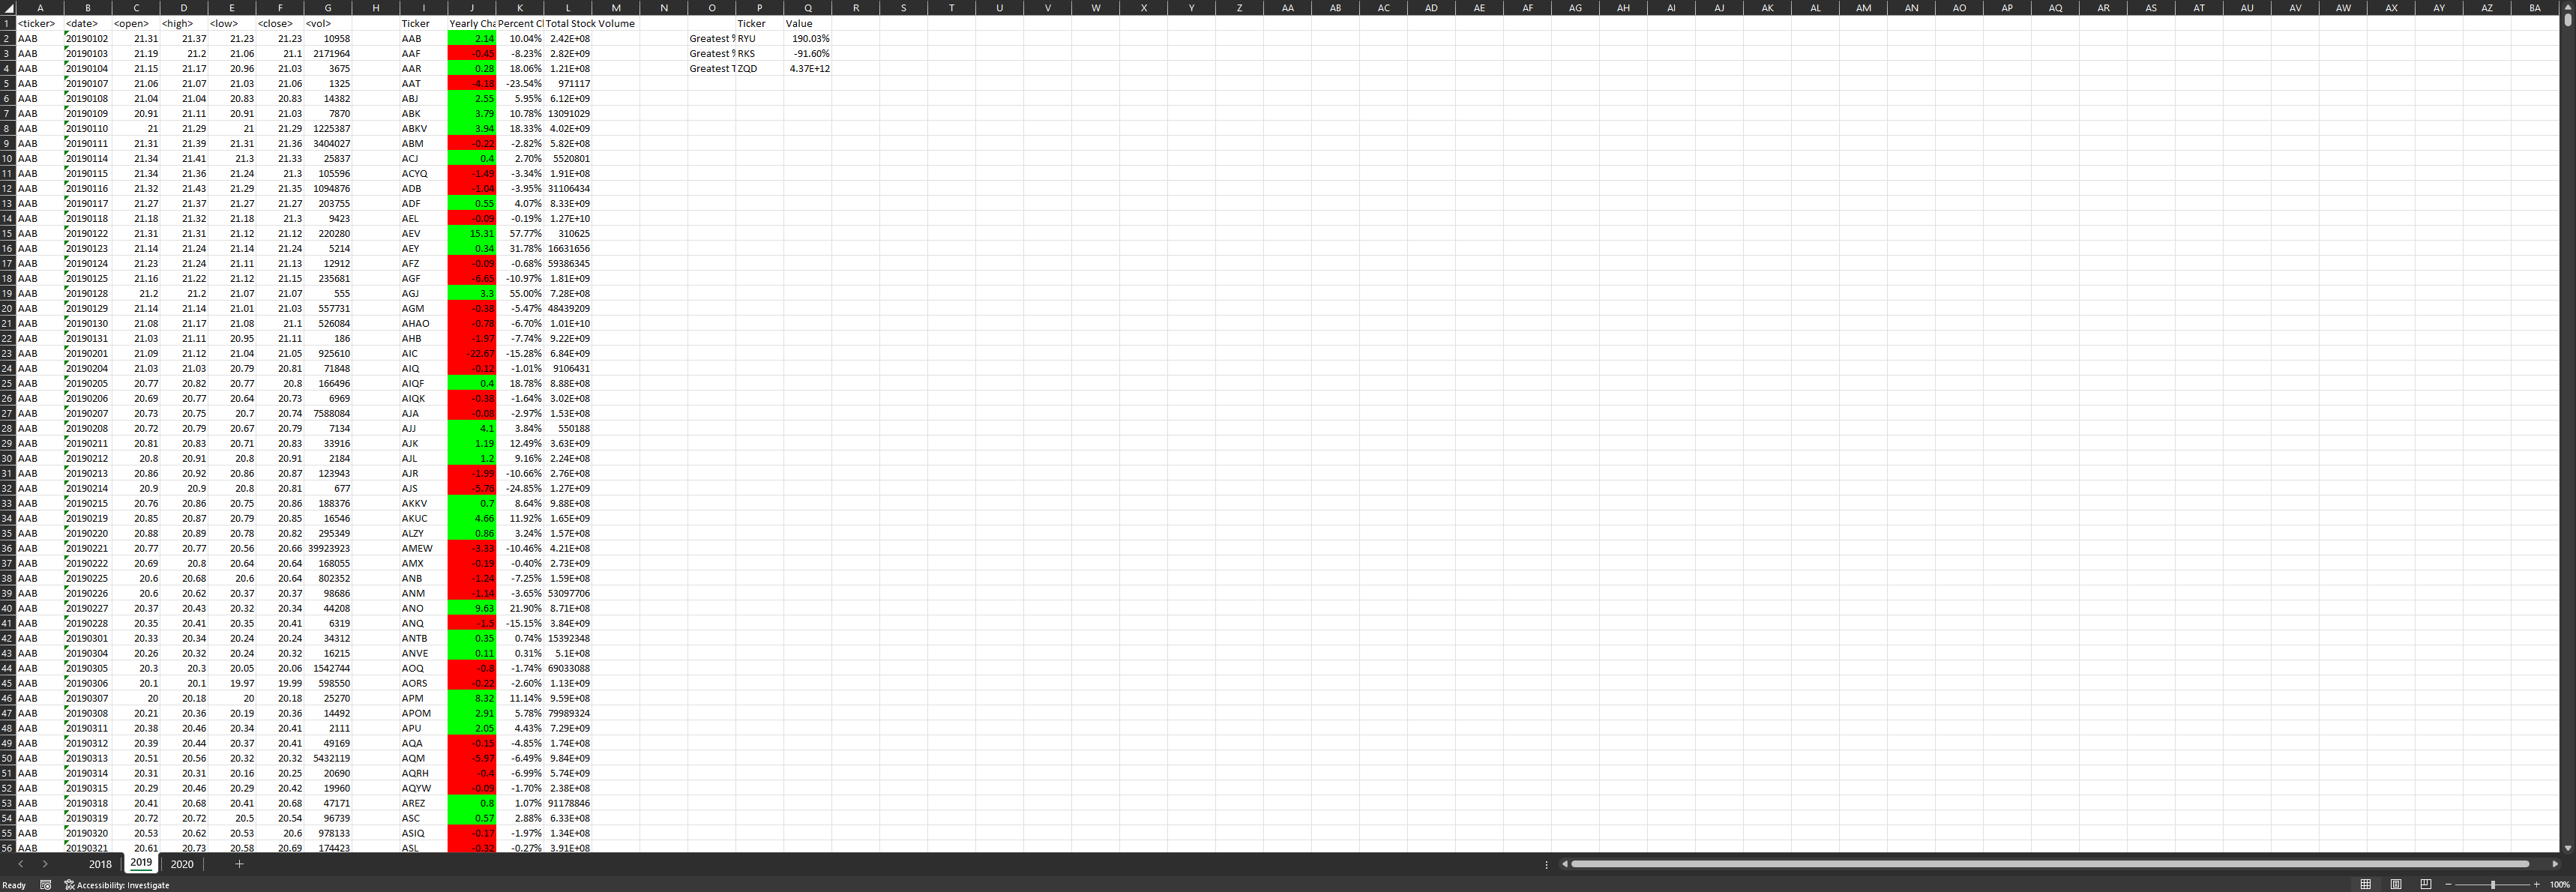 A B C D E F G H I J K L M N O P Q R S T U V W X Y Z AA AB AC AD AE AF AG AH AI AJ AK AL AM AN AO AP AQ AR AS AT AU AV AW AX AY AZ BA
1 <ticker> <date> <open> <high> <low> <close> <vol> Ticker Yearly Cha Percent Cl Total Stock Volume Ticker Value
2 AAB 20190102 21.31 21.37 21.23 21.23 10958 AAB 2.14 10.04% 2.42E+08 Greatest % RYU 190.03%
3 AAB 20190103 21.19 21.2 21.06 21.1 2171964 AAF -0.45 -8.23% 2.82E+09 Greatest % RKS -91.60%
4 AAB 20190104 21.15 21.17 20.96 21.03 3675 AAR 0.28 18.06% 1.21E+08 Greatest T ZQD 4.37E+12
5 AAB 20190107 21.06 21.07 21.03 21.06 1325 AAT -4.18 -23.54% 971117
6 AAB 20190108 21.04 21.04 20.83 20.83 14382 ABJ 2.55 5.95% 6.12E+09
7 AAB 20190109 20.91 21.11 20.91 21.03 7870 ABK 3.79 10.78% 13091029
8 AAB 20190110 21 21.29 21 21.29 1225387 ABKV 3.94 18.33% 4.02E+09
9 AAB 20190111 21.31 21.39 21.31 21.36 3404027 ABM -0.22 -2.82% 5.82E+08
10 AAB 20190114 21.34 21.41 21.3 21.33 25837 ACJ 0.4 2.70% 5520801
11 AAB 20190115 21.34 21.36 21.24 21.3 105596 ACYQ -1.49 -3.34% 1.91E+08
12 AAB 20190116 21.32 21.43 21.29 21.35 1094876 ADB -1.04 -3.95% 31106434
13 AAB 20190117 21.27 21.37 21.27 21.27 203755 ADF 0.55 4.07% 8.33E+09
14 AAB 20190118 21.18 21.32 21.18 21.3 9423 AEL -0.09 -0.19% 1.27E+10
15 AAB 20190122 21.31 21.31 21.12 21.12 220280 AEV 15.31 57.77% 310625
16 AAB 20190123 21.14 21.24 21.14 21.24 5214 AEY 0.34 31.78% 16631656
17 AAB 20190124 21.23 21.24 21.11 21.13 12912 AFZ -0.09 -0.68% 59386345
18 AAB 20190125 21.16 21.22 21.12 21.15 235681 AGF -6.65 -10.97% 1.81E+09
19 AAB 20190128 21.2 21.2 21.07 21.07 555 AGJ 3.3 55.00% 7.28E+08
20 AAB 20190129 21.14 21.14 21.01 21.03 557731 AGM -0.38 -5.47% 48439209
21 AAB 20190130 21.08 21.17 21.08 21.1 526084 AHAO -0.78 -6.70% 1.01E+10
22 AAB 20190131 21.03 21.11 20.95 21.11 186 AHB -1.97 -7.74% 9.22E+09
23 AAB 20190201 21.09 21.12 21.04 21.05 925610 AIC -22.67 -15.28% 6.84E+09
24 AAB 20190204 21.03 21.03 20.79 20.81 71848 AIQ -0.12 -1.01% 9106431
25 AAB 20190205 20.77 20.82 20.77 20.8 166496 AIQF 0.4 18.78% 8.88E+08
26 AAB 20190206 20.69 20.77 20.64 20.73 6969 AIQK -0.38 -1.64% 3.02E+08
27 AAB 20190207 20.73 20.75 20.7 20.74 7588084 AJA -0.08 -2.97% 1.53E+08
28 AAB 20190208 20.72 20.79 20.67 20.79 7134 AJJ 4.1 3.84% 550188
29 AAB 20190211 20.81 20.83 20.71 20.83 33916 AJK 1.19 12.49% 3.63E+09
30 AAB 20190212 20.8 20.91 20.8 20.91 2184 AJL 1.2 9.16% 2.24E+08
31 AAB 20190213 20.86 20.92 20.86 20.87 123943 AJR -1.99 -10.66% 2.76E+08
32 AAB 20190214 20.9 20.9 20.8 20.81 677 AJS -5.76 -24.85% 1.27E+09
33 AAB 20190215 20.76 20.86 20.75 20.86 188376 AKKV 0.7 8.64% 9.88E+08
34 AAB 20190219 20.85 20.87 20.79 20.85 16546 AKUC 4.66 11.92% 1.65E+09
35 AAB 20190220 20.88 20.89 20.78 20.82 295349 ALZY 0.86 3.24% 1.57E+08
36 AAB 20190221 20.77 20.77 20.56 20.66 39923923 AMEW -3.33 -10.46% 4.21E+08
37 AAB 20190222 20.69 20.8 20.64 20.64 168055 AMX -0.19 -0.40% 2.73E+09
38 AAB 20190225 20.6 20.68 20.6 20.64 802352 ANB -1.24 -7.25% 1.59E+08
39 AAB 20190226 20.6 20.62 20.37 20.37 98686 ANM -1.14 -3.65% 53097706
40 AAB 20190227 20.37 20.43 20.32 20.34 44208 ANO 9.63 21.90% 8.71E+08
41 AAB 20190228 20.35 20.41 20.35 20.41 6319 ANQ -1.5 -15.15% 3.84E+09
42 AAB 20190301 20.33 20.34 20.24 20.24 34312 ANTB 0.35 0.74% 15392348
43 AAB 20190304 20.26 20.32 20.24 20.32 16215 ANVE 0.11 0.31% 5.1E+08
44 AAB 20190305 20.3 20.3 20.05 20.06 1542744 AOQ -0.8 -1.74% 69033088
45 AAB 20190306 20.1 20.1 19.97 19.99 598550 AORS -0.22 -2.60% 1.13E+09
46 AAB 20190307 20 20.18 20 20.18 25270 APM 8.32 11.14% 9.59E+08
47 AAB 20190308 20.21 20.36 20.19 20.36 14492 APOM 2.91 5.78% 79989324
48 AAB 20190311 20.38 20.46 20.34 20.41 2111 APU 2.05 4.43% 7.29E+09
49 AAB 20190312 20.39 20.44 20.37 20.41 49169 AQA -0.15 -4.85% 1.74E+08
50 AAB 20190313 20.51 20.56 20.32 20.32 5432119 AQM -5.97 -6.49% 9.84E+09
51 AAB 20190314 20.31 20.31 20.16 20.25 20690 AQRH -0.4 -6.99% 5.74E+09
52 AAB 20190315 20.29 20.46 20.29 20.42 19960 AQYW -0.09 -1.70% 2.38E+08
53 AAB 20190318 20.41 20.68 20.41 20.68 47171 AREZ 0.8 1.07% 91178846
54 AAB 20190319 20.72 20.72 20.5 20.54 96739 ASC 0.57 2.88% 6.33E+08
55 AAB 20190320 20.53 20.62 20.53 20.6 978133 ASIQ -0.17 -1.97% 1.34E+08
56 AAB 20190321 20.61 20.73 20.58 20.69 174423 ASL -0.32 -0.27% 3.91E+08
2018 2019 2020
Ready Accessibility: Investigate 100%